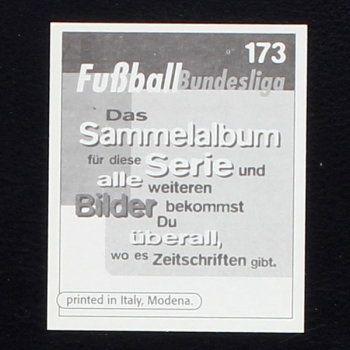 173
Fußball Bundesliga
Das
Sammelalbum
für diese Serie und
alle weiteren
Bilder bekommst
Du
überall,
wo es Zeitschriften gibt.
printed in Italy, Modena.